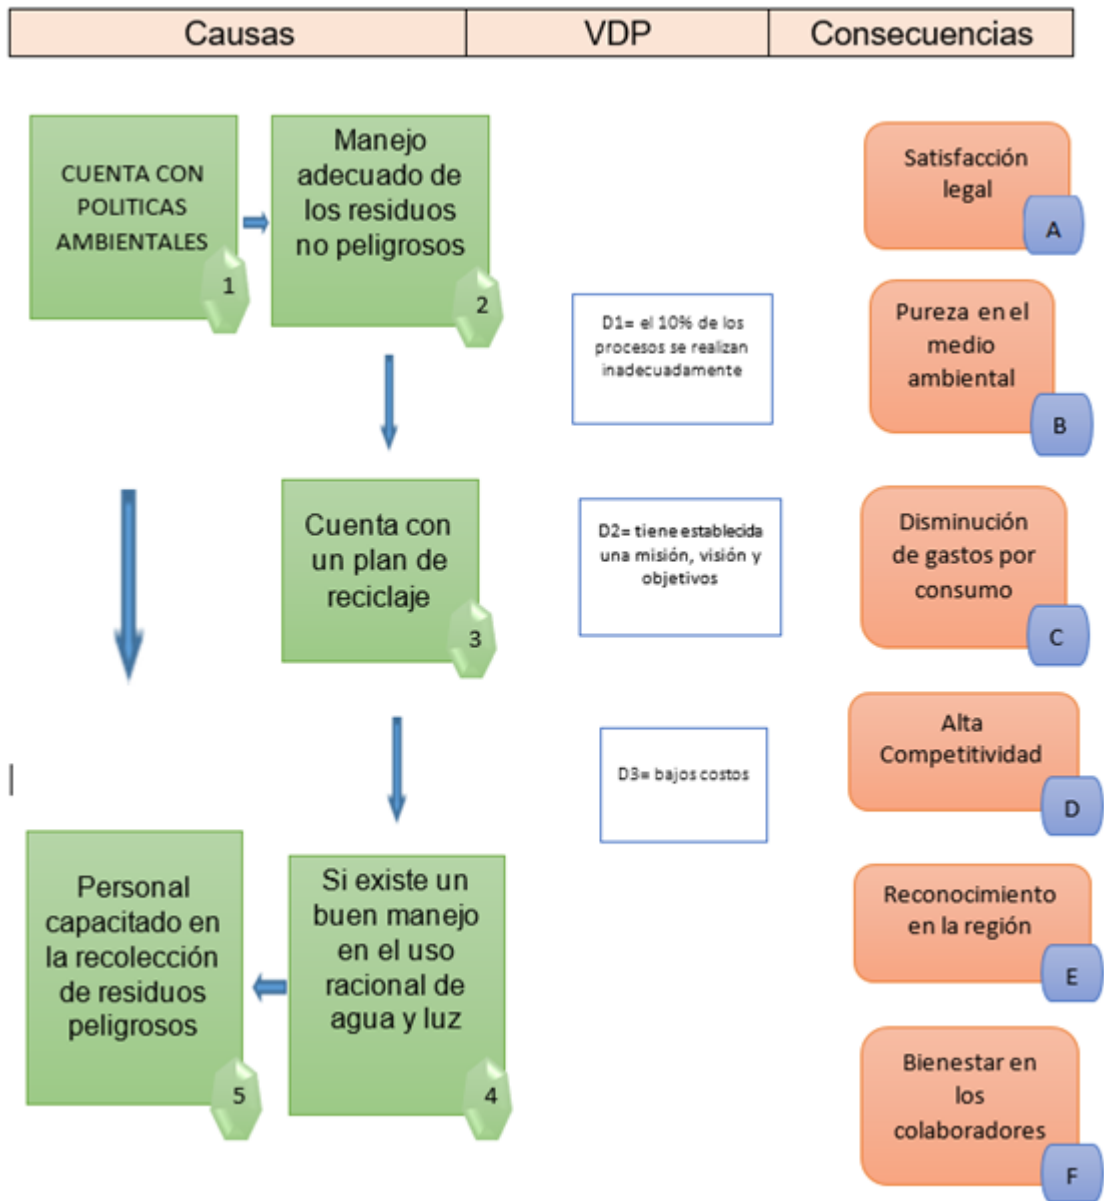 Causas
VDP
Consecuencias
CUENTA CON
POLITICAS
AMBIENTALES
1
Manejo
adecuado de
los residuos
no peligrosos
2
Satisfacción
legal
A
D1= el 10% de los
procesos se realizan
inadecuadamente
Pureza en el
medio
ambiental
B
Cuenta con
un plan de
reciclaje
3
D2= tiene establecida
una misión, visión y
objetivos
Disminución
de gastos por
consumo
C
D3= bajos costos
Alta
Competitividad
D
Personal
capacitado en
la recolección
de residuos
peligrosos
5
Si existe un
buen manejo
en el uso
racional de
agua y luz
4
Reconocimiento
en la región
E
Bienestar en
los
colaboradores
F